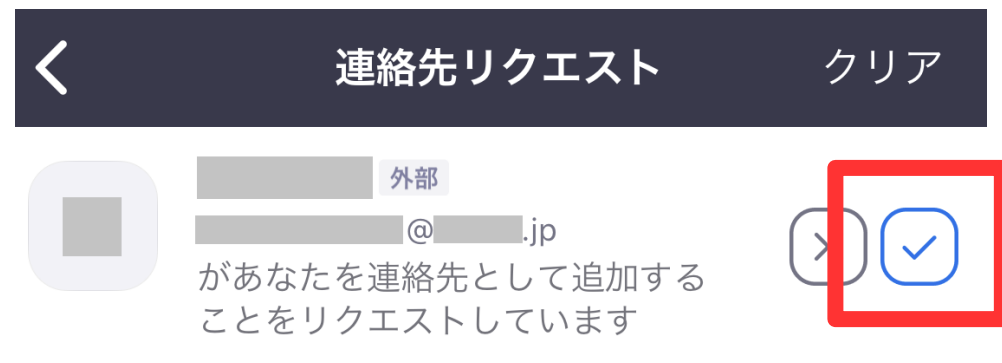 連絡先リクエスト クリア
外部
@ .jp
があなたを連絡先として追加する
ことをリクエストしています